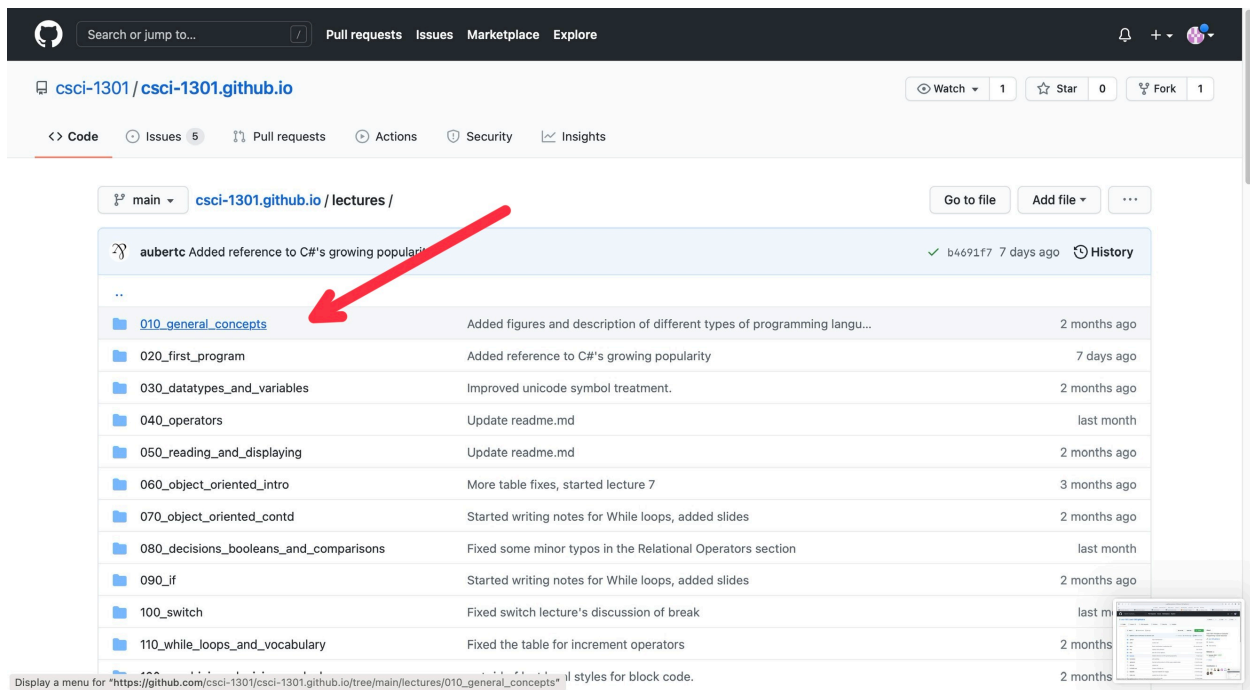 Search or jump to... / Pull requests Issues Marketplace Explore
csci-1301 / csci-1301.github.io Watch 1 Star 0 Fork 1
<> Code Issues 5 Pull requests Actions Security Insights
main csci-1301.github.io / lectures / Go to file Add file ...
aubertc Added reference to C#'s growing popularity b4691f7 7 days ago History
..
010_general_concepts Added figures and description of different types of programming langu... 2 months ago
020_first_program Added reference to C#'s growing popularity 7 days ago
030_datatypes_and_variables Improved unicode symbol treatment. 2 months ago
040_operators Update readme.md last month
050_reading_and_displaying Update readme.md 2 months ago
060_object_oriented_intro More table fixes, started lecture 7 3 months ago
070_object_oriented_contd Started writing notes for While loops, added slides 2 months ago
080_decisions_booleans_and_comparisons Fixed some minor typos in the Relational Operators section last month
090_if Started writing notes for While loops, added slides 2 months ago
100_switch Fixed switch lecture's discussion of break last m
110_while_loops_and_vocabulary Fixed the table for increment operators 2 months
styles for block code. 2 months
Display a menu for "https://github.com/csci-1301/csci-1301.github.io/tree/main/lectures/010_general_concepts"